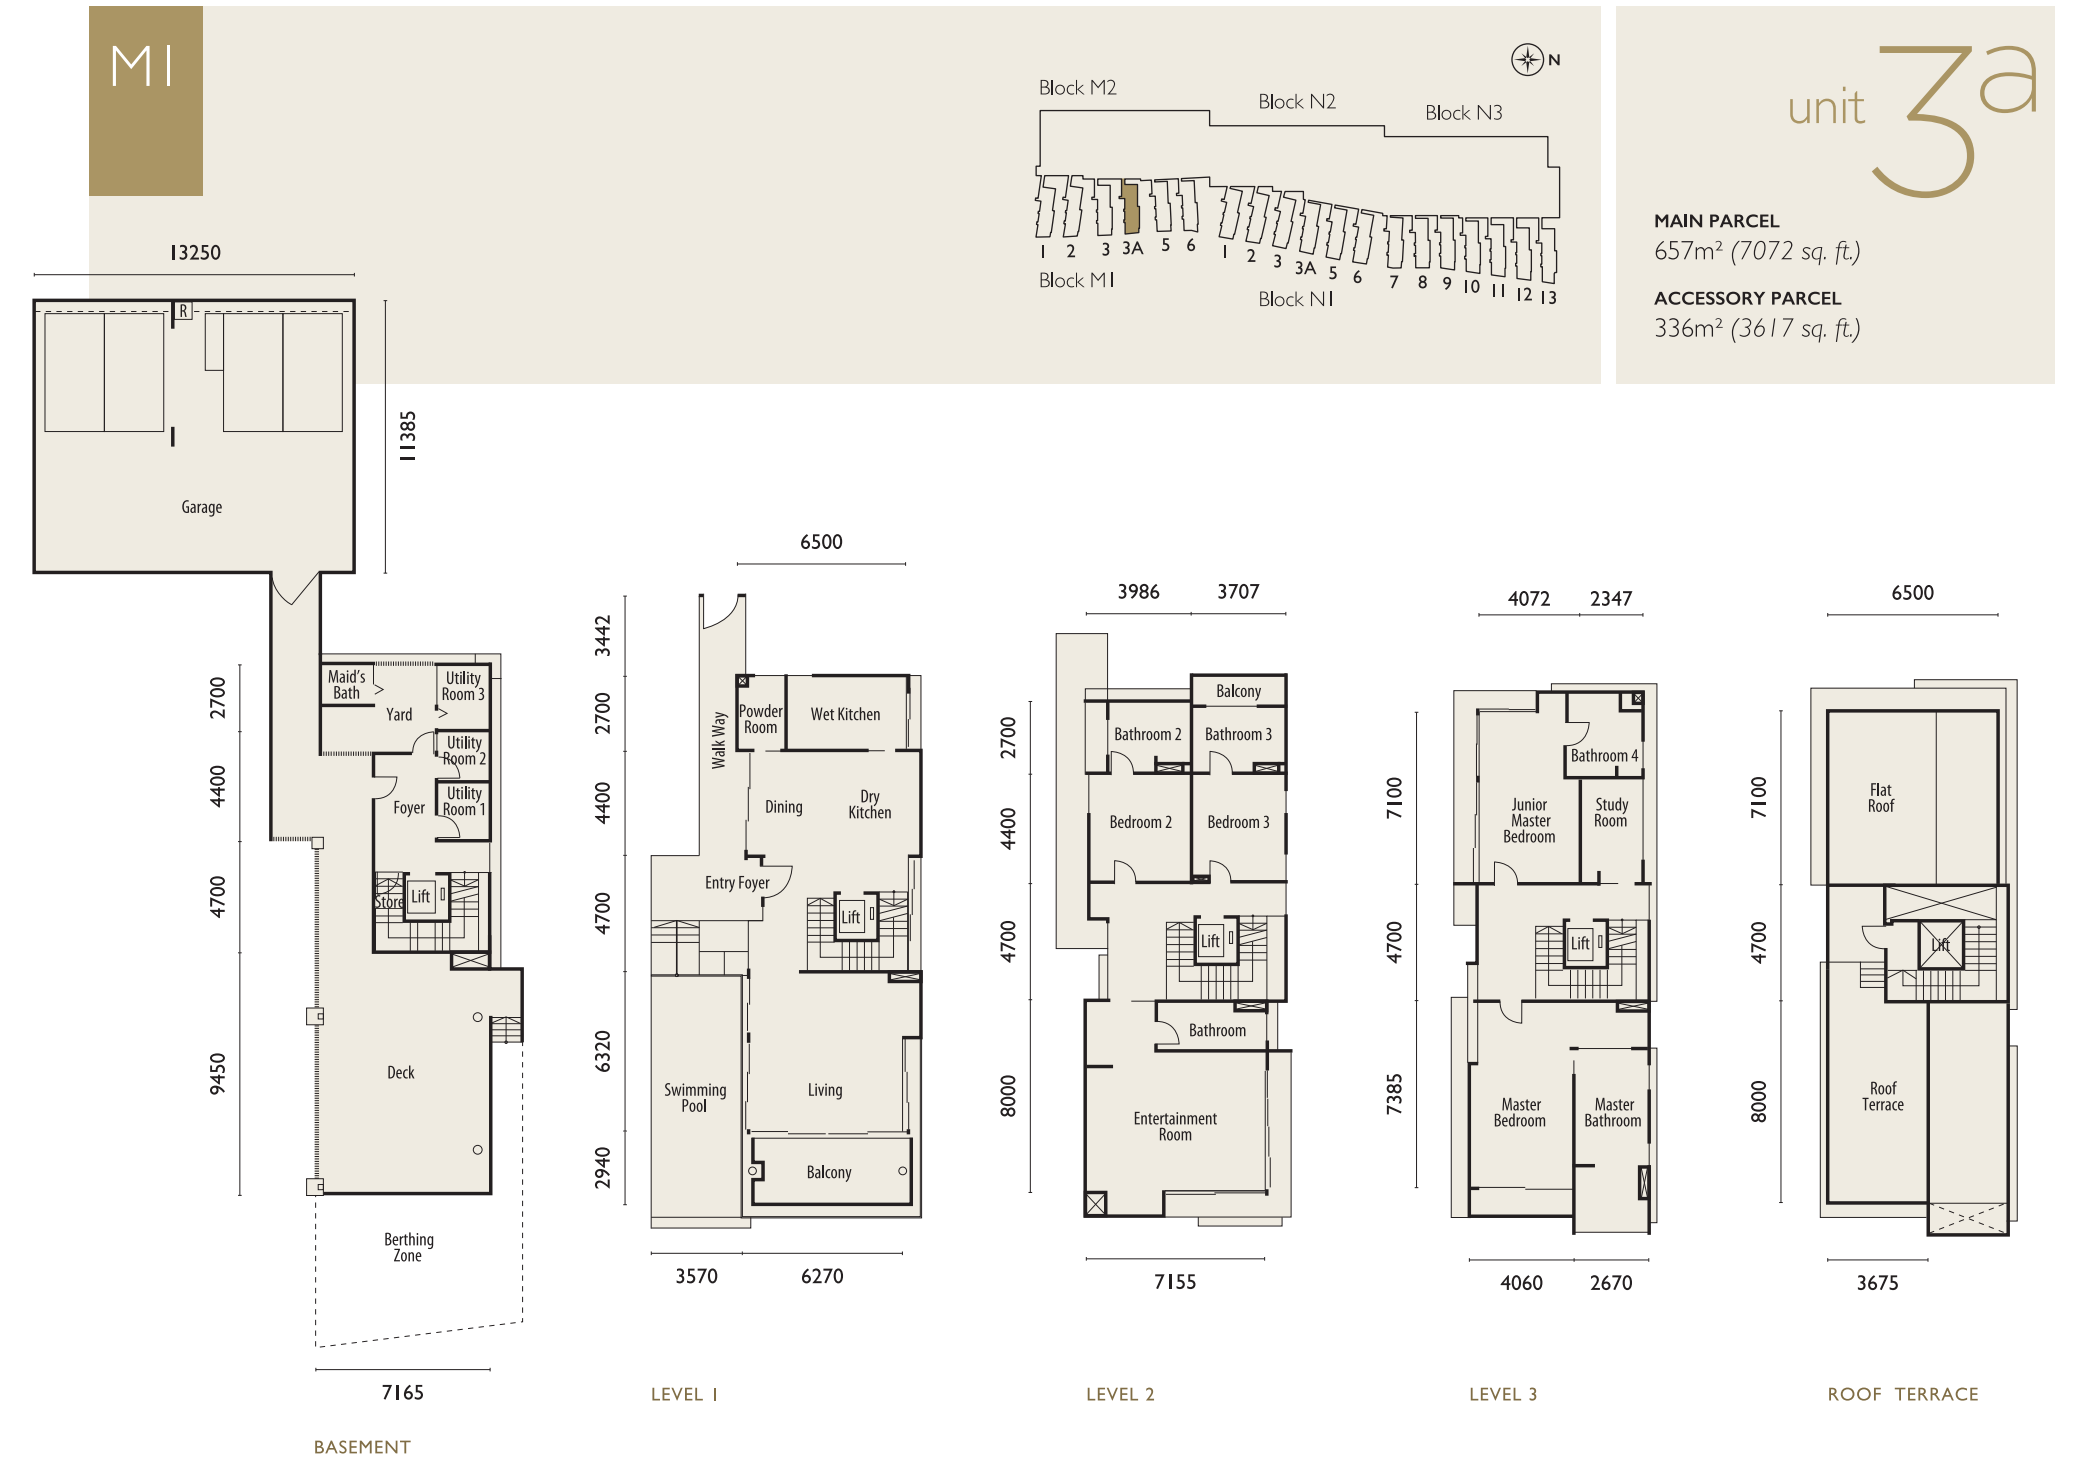 M1
unit 3a
MAIN PARCEL
657m² (7072 sq. ft.)
ACCESSORY PARCEL
336m² (3617 sq. ft.)
N
Block M2
Block N2
Block N3
1 2 3 3A 5 6
1 2 3 3A 5 6 7 8 9 10 11 12 13
Block M1
Block N1
13250
11385
R
Garage
2700
4400
4700
9450
Maid's
Bath
Utility
Room 3
Yard
Utility
Room 2
Utility
Room 1
Foyer
Store
Lift
Deck
Berthing
Zone
7165
BASEMENT
6500
3442
2700
4400
4700
6320
2940
Walk Way
Powder
Room
Wet Kitchen
Dining
Dry
Kitchen
Entry Foyer
Lift
Swimming
Pool
Living
Balcony
3570
6270
LEVEL 1
3986
3707
2700
4400
4700
8000
Balcony
Bathroom 2
Bathroom 3
Bedroom 2
Bedroom 3
Lift
Bathroom
Entertainment
Room
7155
LEVEL 2
4072
2347
7100
4700
7385
Bathroom 4
Junior
Master
Bedroom
Study
Room
Lift
Master
Bedroom
Master
Bathroom
4060
2670
LEVEL 3
6500
7100
4700
8000
Flat
Roof
Lift
Roof
Terrace
3675
ROOF TERRACE